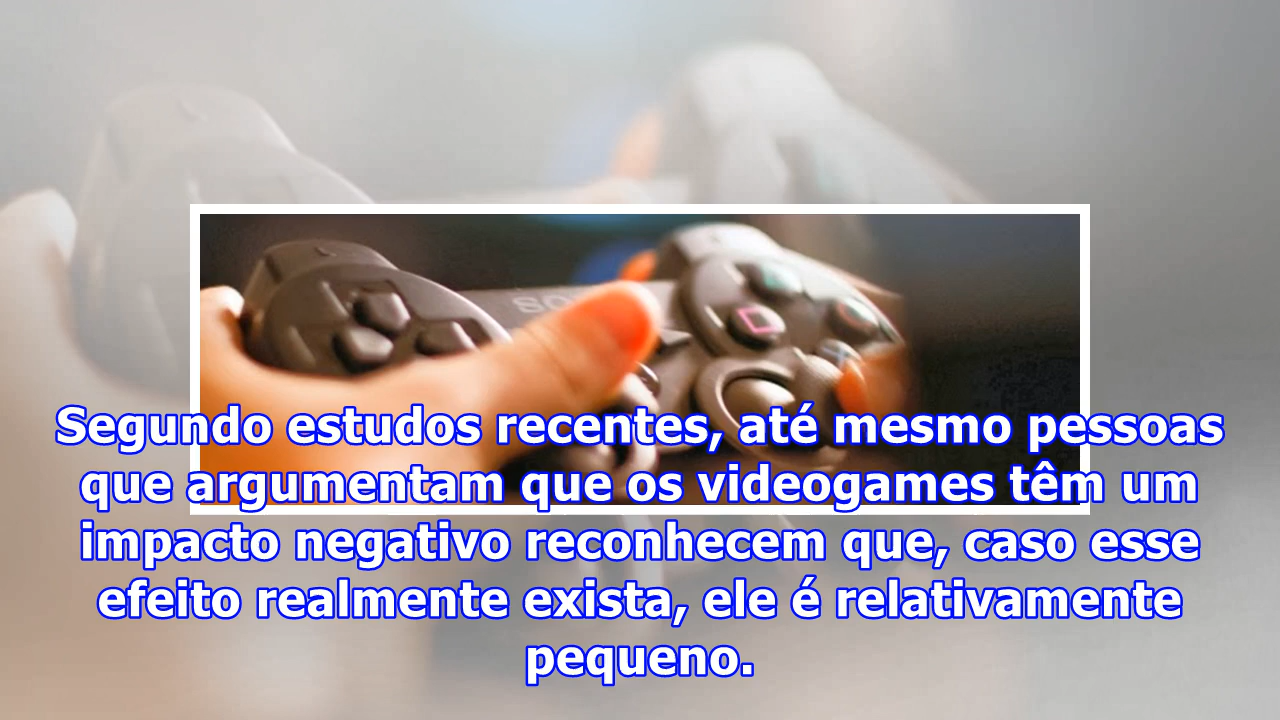 SO
Segundo estudos recentes, até mesmo pessoas
que argumentam que os videogames têm um
impacto negativo reconhecem que, caso esse
efeito realmente exista, ele é relativamente
pequeno.